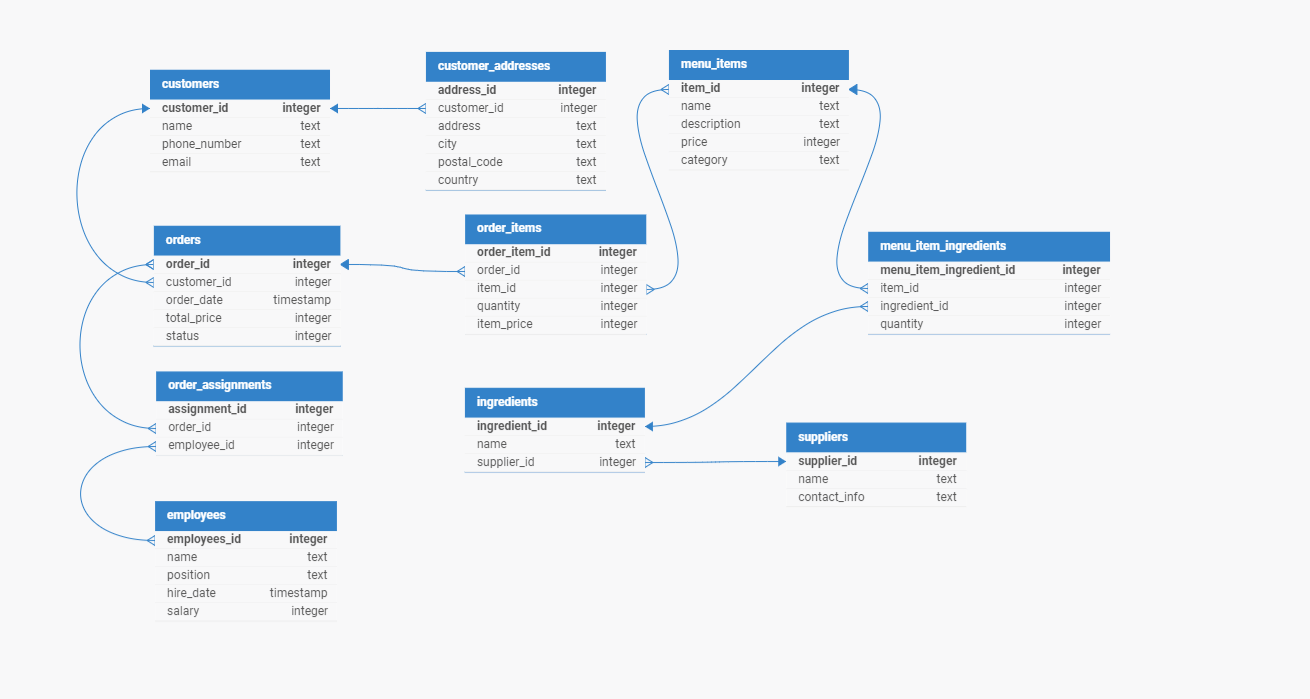 customers
customer_id integer
name text
phone_number text
email text
customer_addresses
address_id integer
customer_id integer
address text
city text
postal_code text
country text
menu_items
item_id integer
name text
description text
price integer
category text
orders
order_id integer
customer_id integer
order_date timestamp
total_price integer
status integer
order_items
order_item_id integer
order_id integer
item_id integer
quantity integer
item_price integer
menu_item_ingredients
menu_item_ingredient_id integer
item_id integer
ingredient_id integer
quantity integer
order_assignments
assignment_id integer
order_id integer
employee_id integer
ingredients
ingredient_id integer
name text
supplier_id integer
suppliers
supplier_id integer
name text
contact_info text
employees
employees_id integer
name text
position text
hire_date timestamp
salary integer